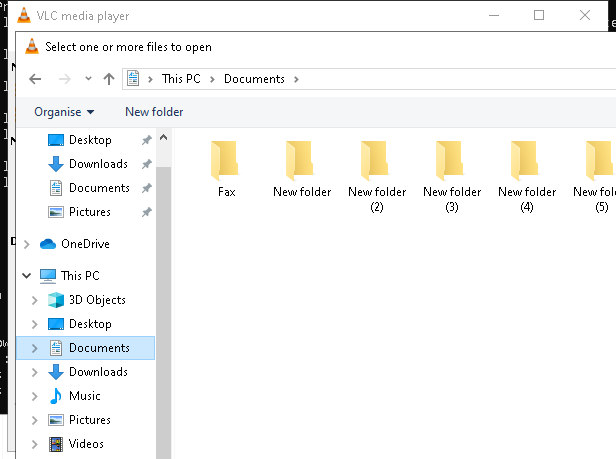 VLC media player
Select one or more files to open
This PC > Documents >
Organise New folder
Desktop
Downloads
Documents
Pictures
OneDrive
This PC
3D Objects
Desktop
Documents
Downloads
Music
Pictures
Videos
Fax
New folder
New folder
(2)
New folder
(3)
New folder
(4)
New folder
(5)